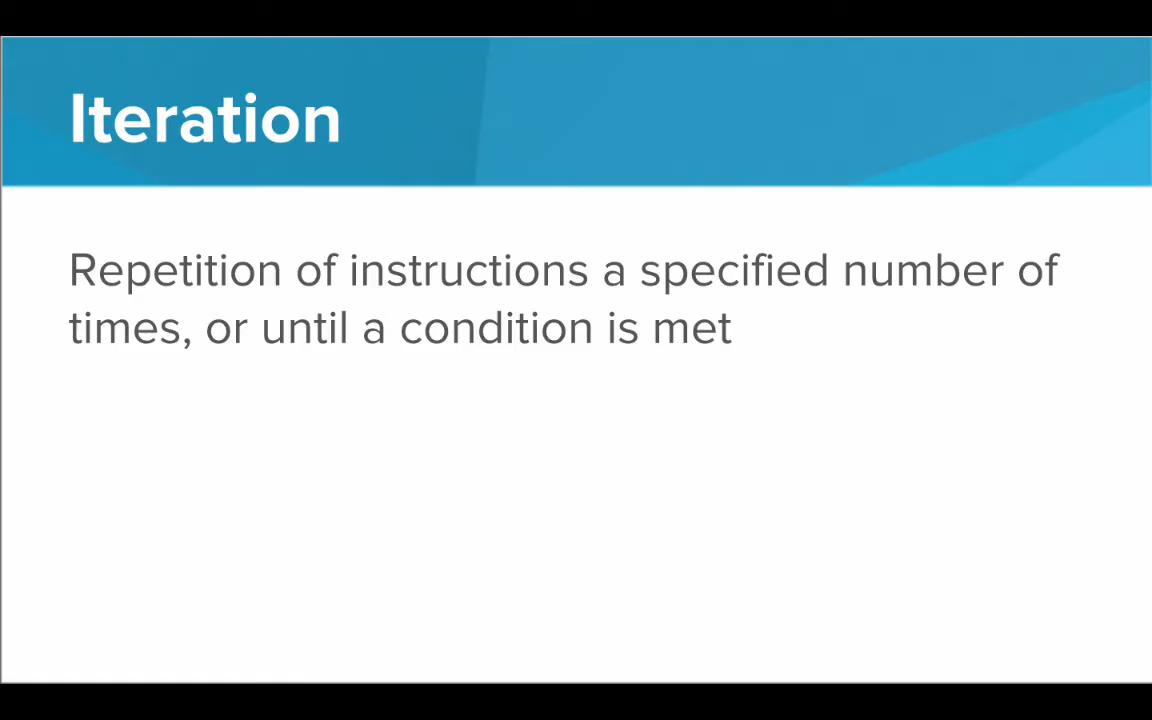 Iteration
Repetition of instructions a specified number of
times, or until a condition is met